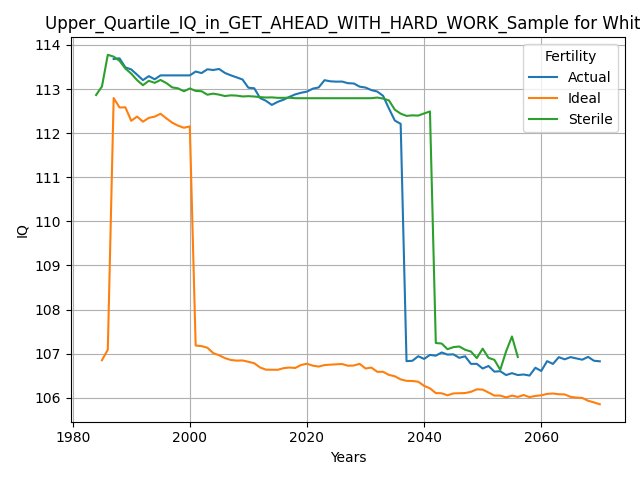 Upper_Quartile_IQ_in_GET_AHEAD_WITH_HARD_WORK_Sample for Whit
Fertility
Actual
Ideal
Sterile
114
113
112
111
110
109
108
107
106
IQ
1980 2000 2020 2040 2060
Years